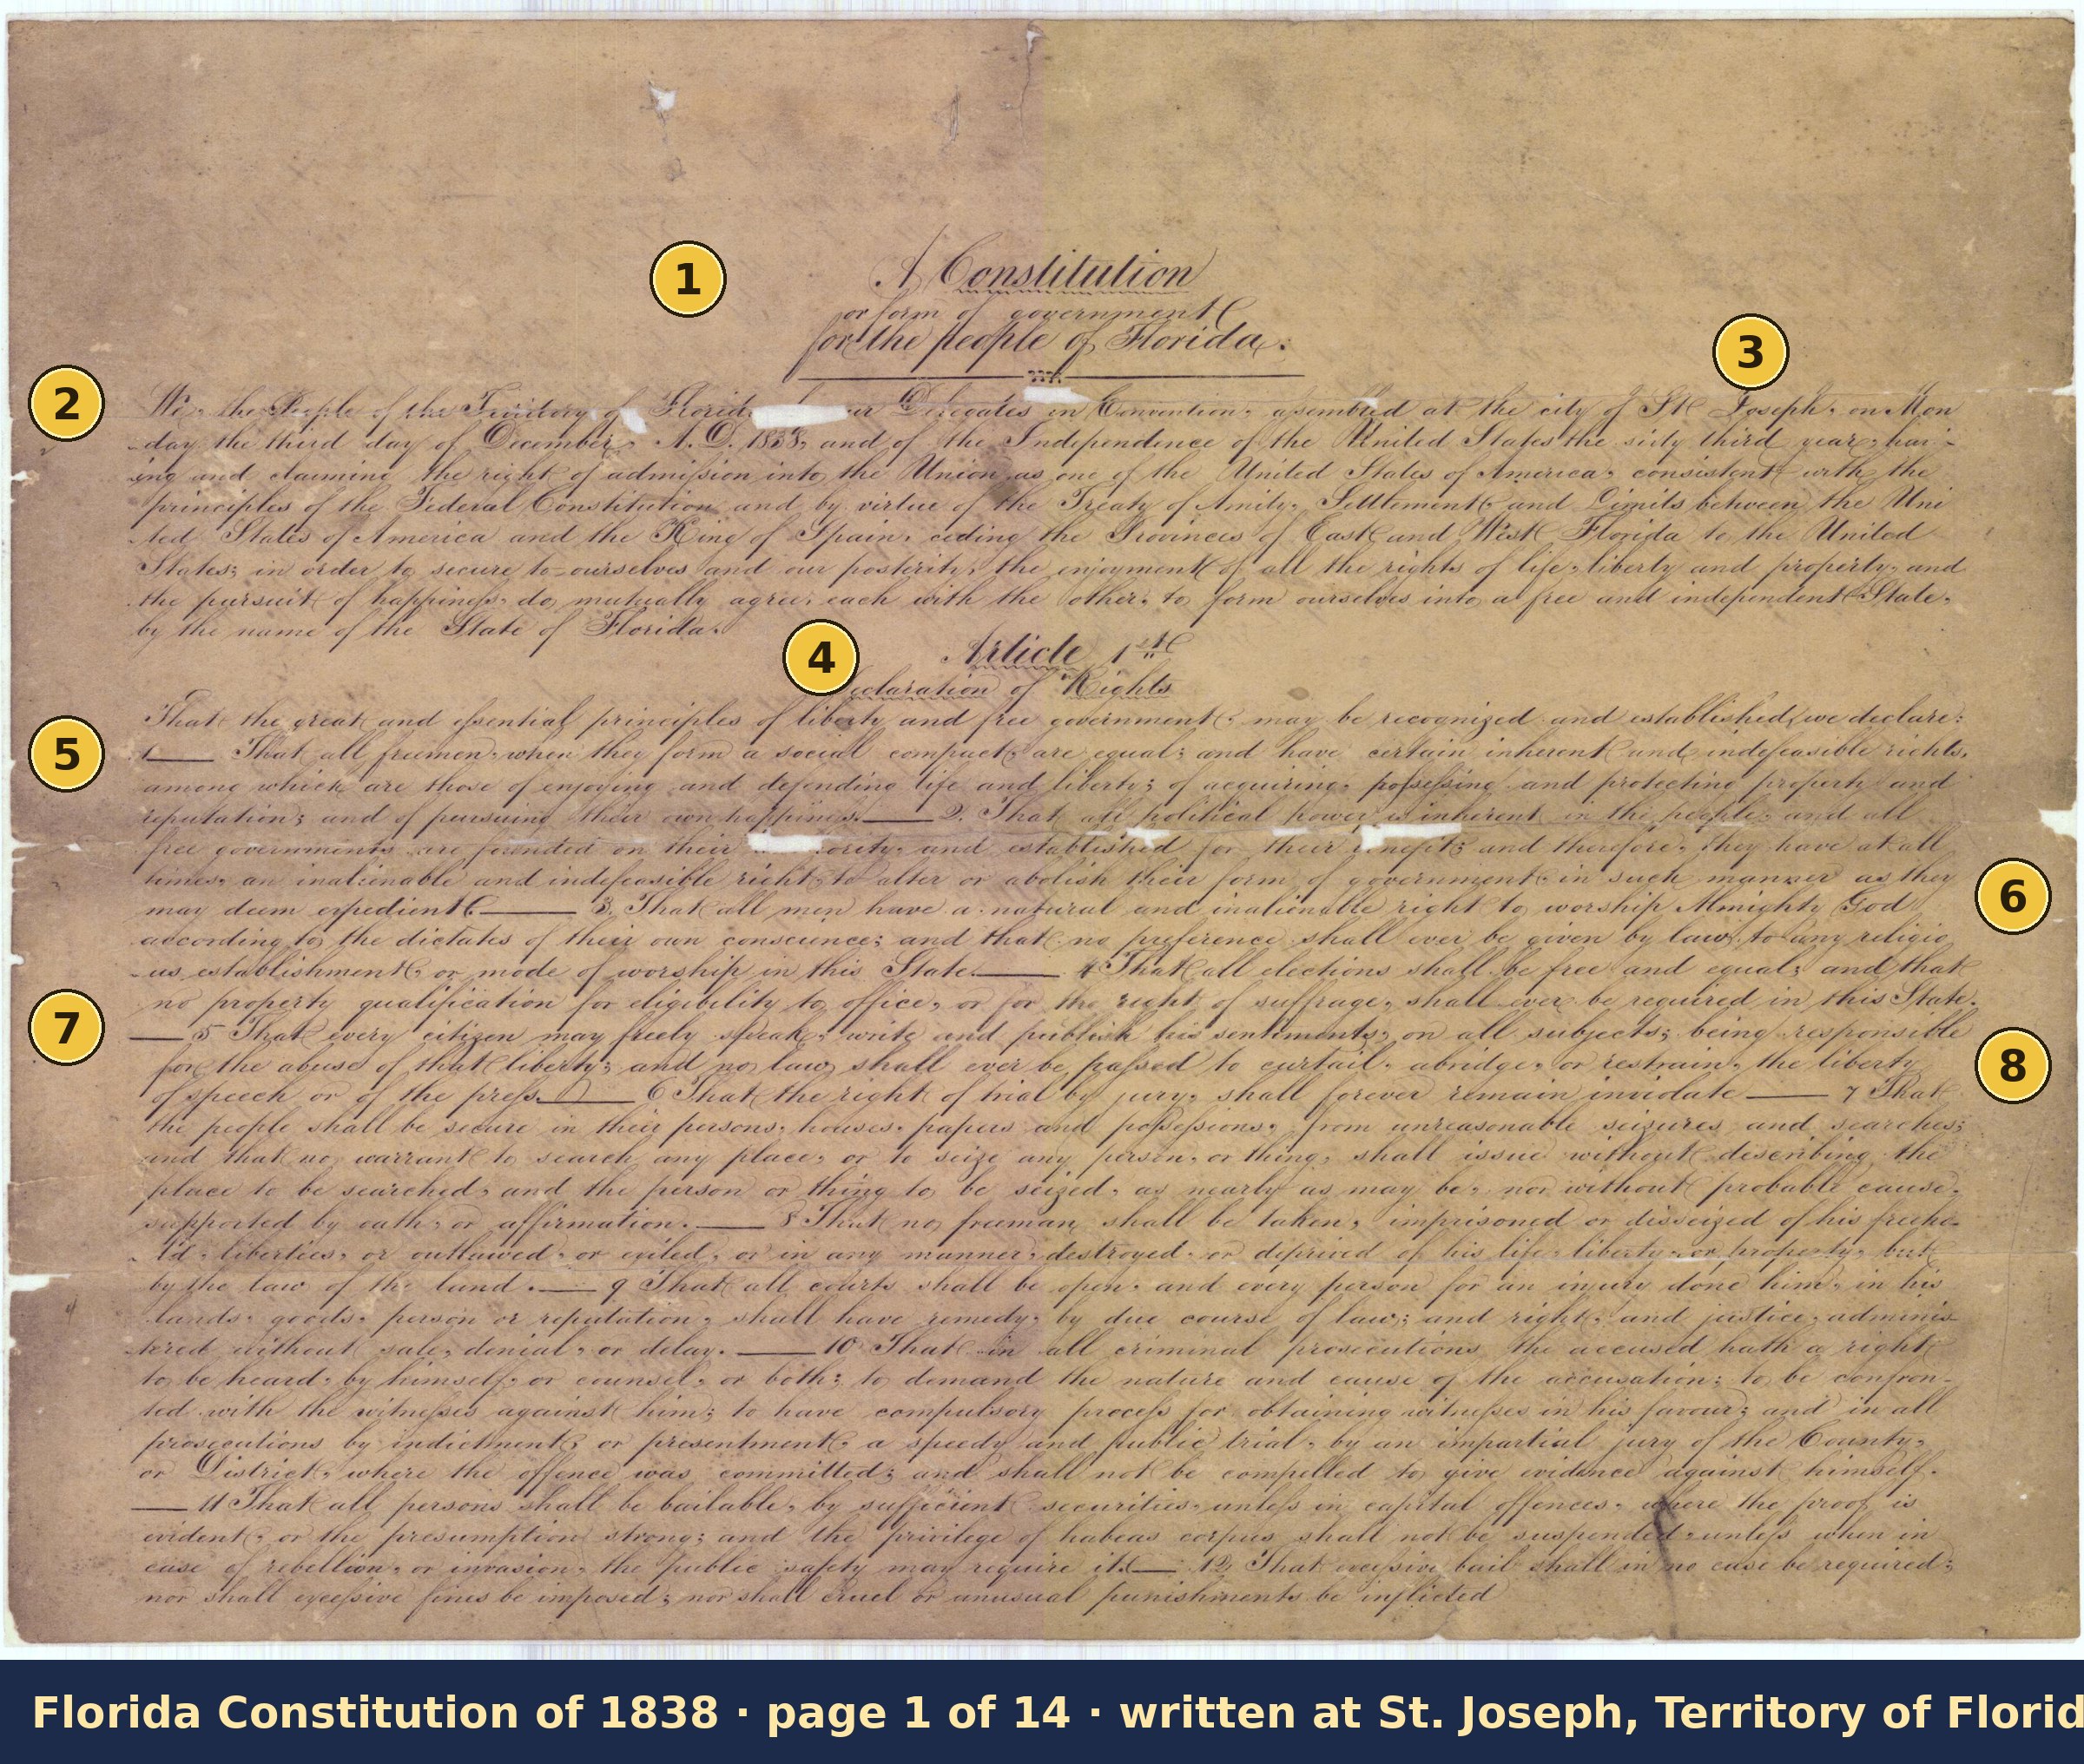 1
A Constitution
or form of government
for the people of Florida.
2
3
We, the People of the Territory of Florida our Delegates in Convention, assembled at the city of St Joseph, on Mon
-day the third day of December, A. D. 1838, and of the Independence of the United States the sixty third year, hav-
-ing and claiming the right of admission into the Union, as one of the United States of America, consistent with the
principles of the Federal Constitution and by virtue of the Treaty of Amity, Settlement, and Limits between the Uni
-ted States of America and the King of Spain, ceding the Provinces of East and West Florida to the United
States; in order to secure to ourselves and our posterity, the enjoyment of all the rights of life, liberty and property, and
the pursuit of happiness, do mutually agree, each with the other, to form ourselves into a free and independent State,
by the name of the State of Florida.
4
Article 1st
eclaration of Rights
5
That the great and essential principles of liberty and free government, may be recognized and established, we declare:
1— That all freemen, when they form a social compact, are equal; and have certain inherent and indefeasible rights,
among which are those of enjoying and defending life and liberty; of acquiring, possessing and protecting property and
reputation; and of pursuing their own happiness.— 2. That all political power is inherent in the people, and all
free governments are founded on their ority, and established for their enefit; and therefore, they have at all
times, an inalienable and indefeasible right, to alter or abolish their form of government, in such manner as they
6
may deem expedient.— 3. That all men have a natural and inalienable right to worship Almighty God
according to the dictates of their own conscience; and that no preference shall ever be given by law, to any religio
-us establishment, or mode of worship in this State.— 4 That all elections shall be free and equal; and that
no property qualification for eligibility to office, or for the right of suffrage, shall ever be required in this State.
7
— 5 That every citizen may freely speak, write and publish his sentiments, on all subjects; being responsible
8
for the abuse of that liberty; and no law shall ever be passed to curtail, abridge, or restrain, the liberty
of speech or of the press.— 6 That the right of trial by jury, shall forever remain inviolate — 7 That
the people shall be secure in their persons, houses, papers and possessions, from unreasonable seizures and searches;
and that no warrant to search any place, or to seize any person, or thing, shall issue without describing the
place to be searched, and the person or thing to be seized, as nearly as may be, nor without probable cause,
supported by oath, or affirmation.— 8 That no freeman shall be taken, imprisoned or disseized of his freeho-
-ld, liberties, or outlawed, or exiled, or in any manner, destroyed, or deprived of his life, liberty, or property, but
by the law of the land.— 9 That all courts shall be open, and every person for an injury done him, in his
lands, goods, person or reputation, shall have remedy, by due course of law; and right, and justice, adminis-
tered without sale, denial, or delay.— 10 That in all criminal prosecutions the accused hath a right
to be heard, by himself, or counsel, or both; to demand the nature and cause of the accusation; to be confron-
ted with the witnesses against him; to have compulsory process for obtaining witnesses in his favour; and in all
prosecutions by indictment, or presentment, a speedy and public trial, by an impartial jury of the County,
or District, where the offence was committed; and shall not be compelled to give evidence against himself.
— 11 That all persons shall be bailable, by sufficient securities, unless in capital offences, where the proof is
evident, or the presumption strong; and the privilege of habeas corpus shall not be suspended, unless when in
case of rebellion, or invasion, the public safety may require it.— 12, That excessive bail shall in no case be required;
nor shall excessive fines be imposed; nor shall cruel or unusual punishments be inflicted
Florida Constitution of 1838 · page 1 of 14 · written at St. Joseph, Territory of Florid